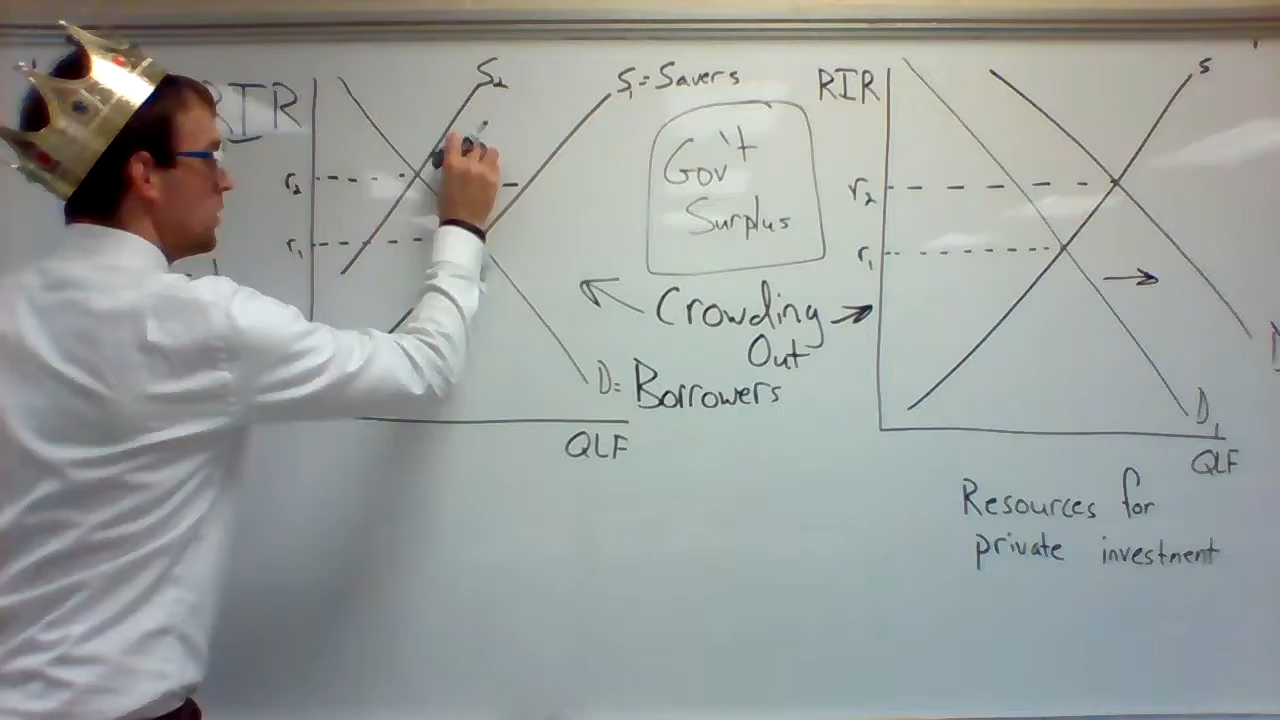 RIR
S₂
S₁ = Savers
r₂
r₁
D = Borrowers
QLF
Gov't
Surplus
Crowding
Out
RIR
S
r₂
r₁
D₁
QLF
Resources for
private investment